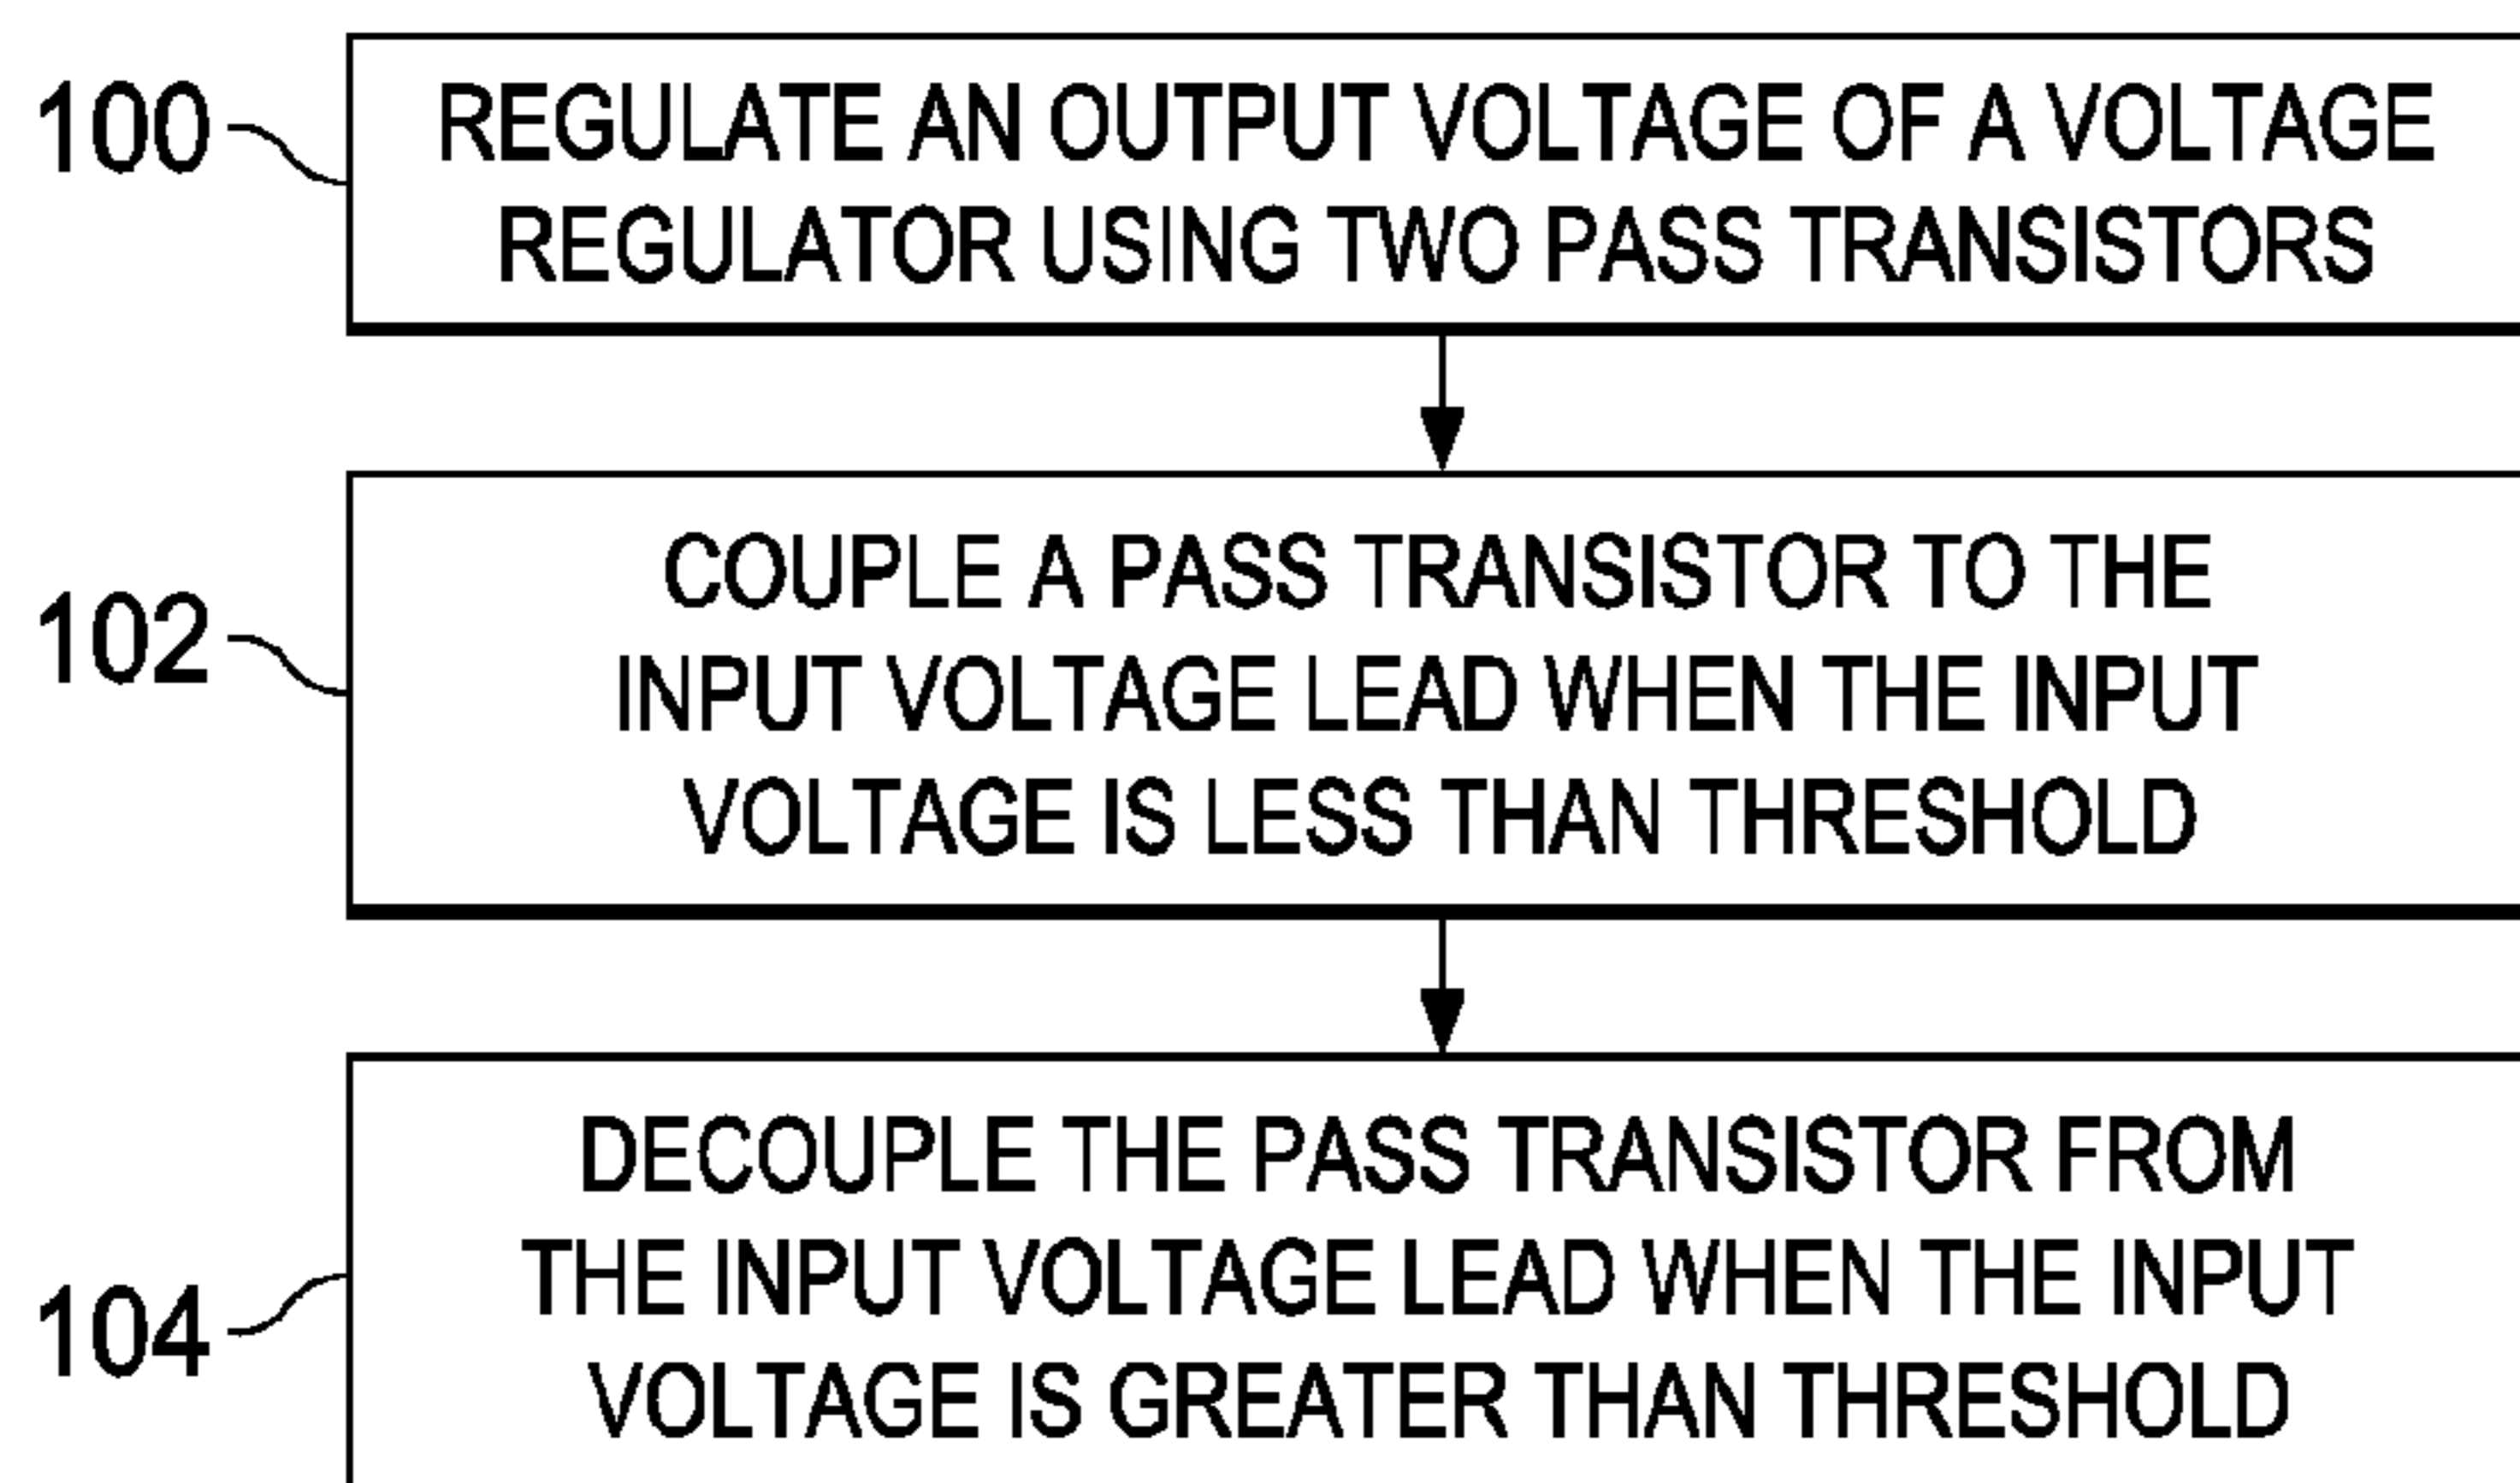 100
REGULATE AN OUTPUT VOLTAGE OF A VOLTAGE
REGULATOR USING TWO PASS TRANSISTORS
102
COUPLE A PASS TRANSISTOR TO THE
INPUT VOLTAGE LEAD WHEN THE INPUT
VOLTAGE IS LESS THAN THRESHOLD
104
DECOUPLE THE PASS TRANSISTOR FROM
THE INPUT VOLTAGE LEAD WHEN THE INPUT
VOLTAGE IS GREATER THAN THRESHOLD